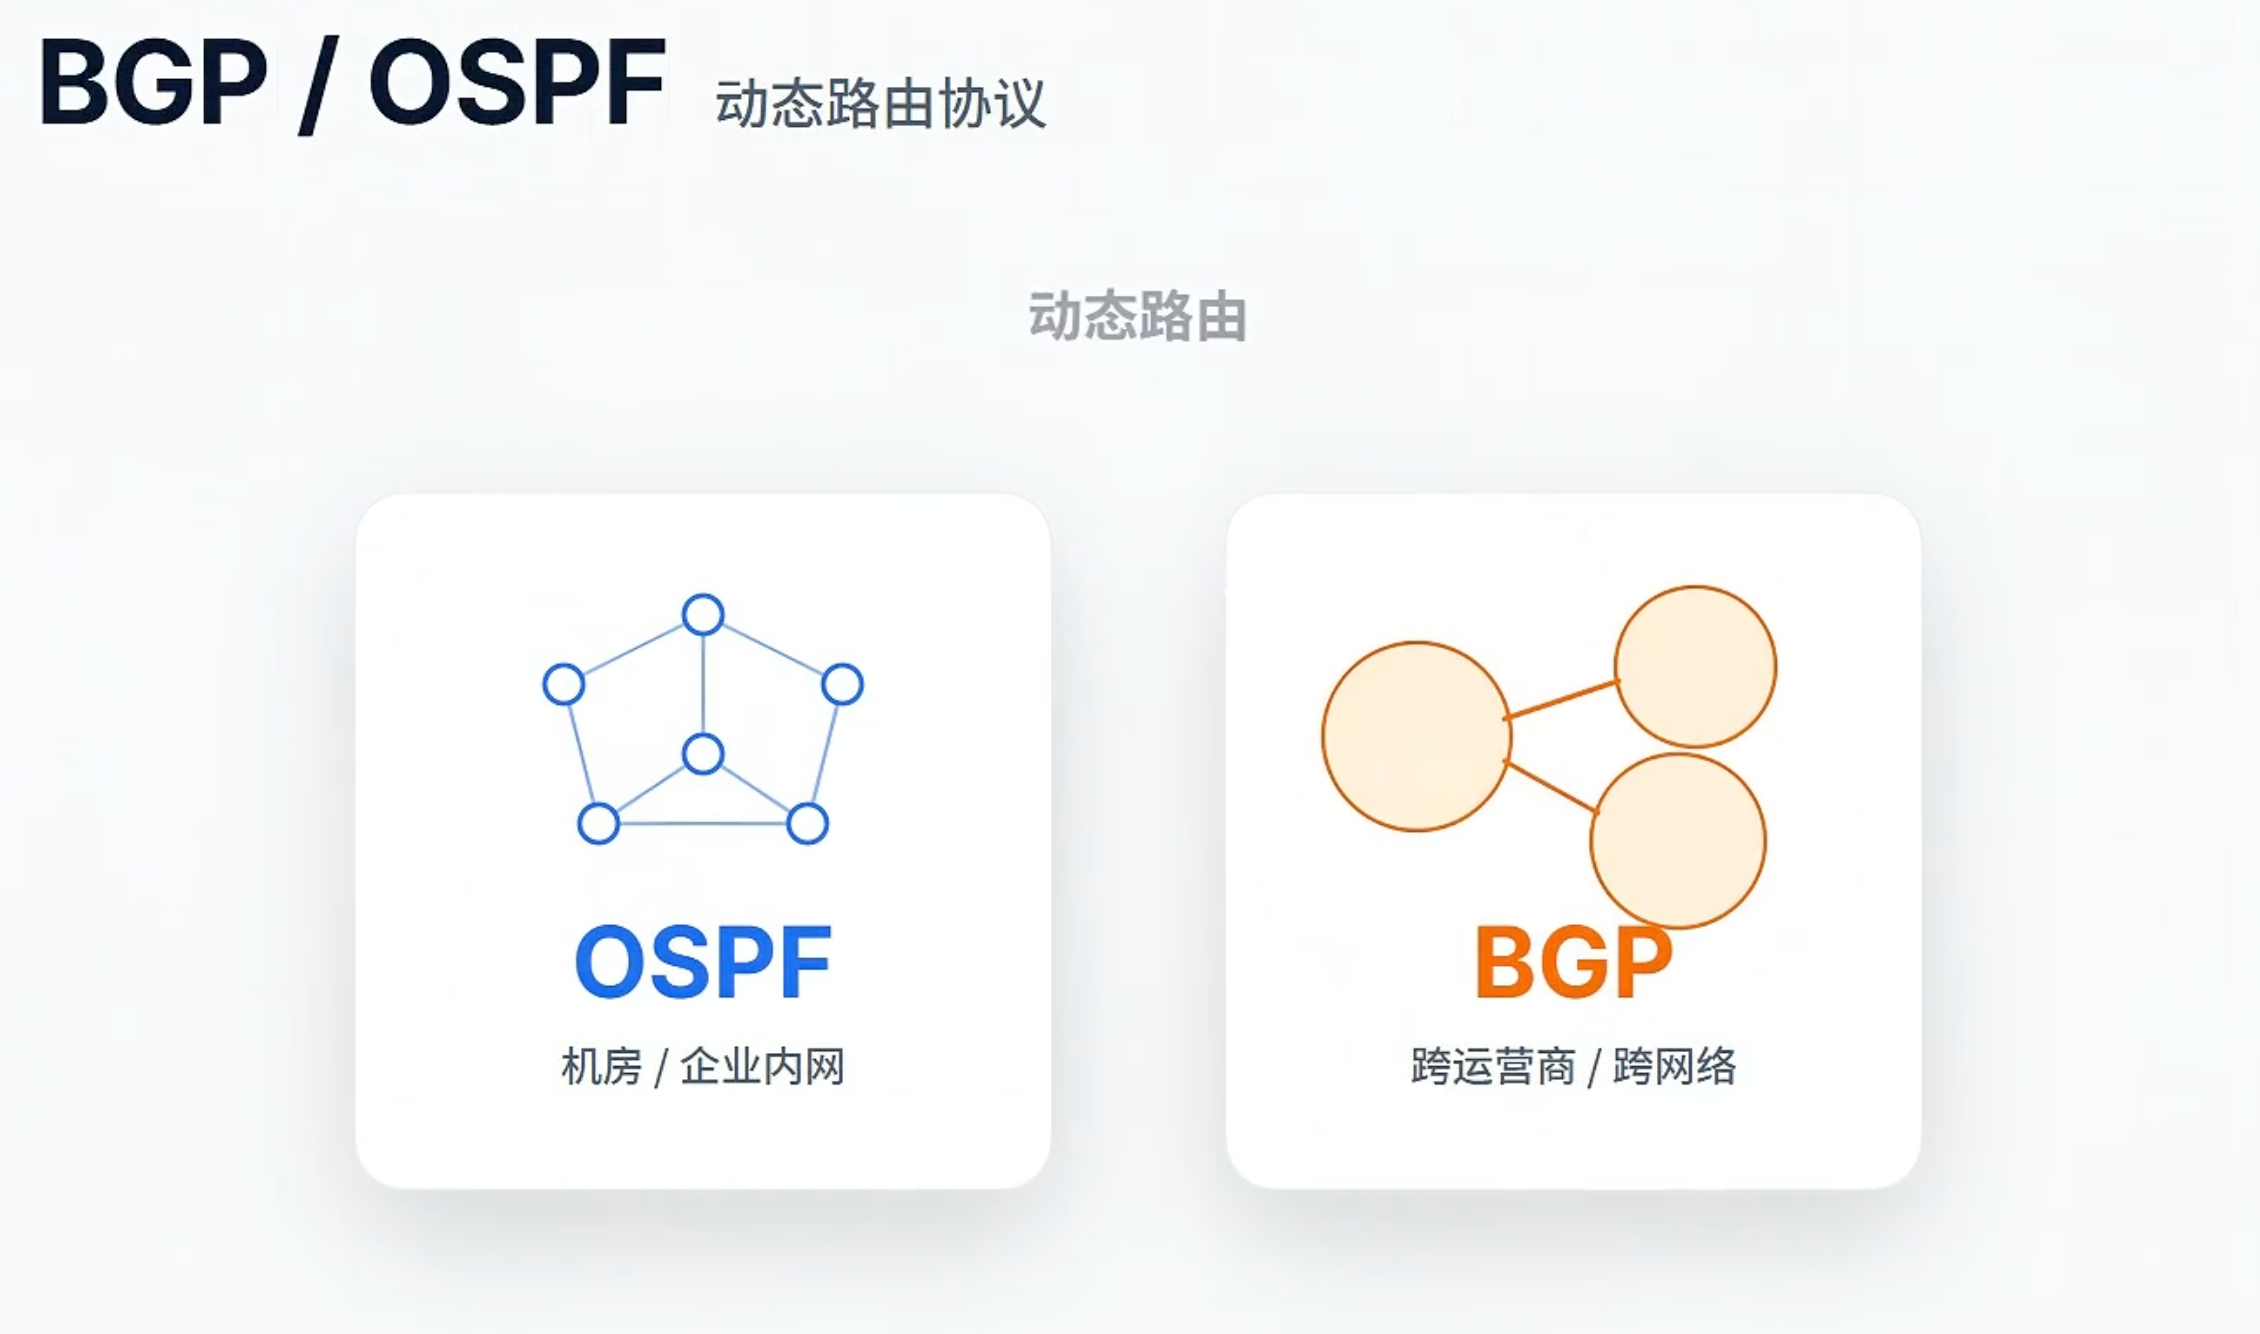 BGP / OSPF 动态路由协议
动态路由
OSPF
机房 / 企业内网
BGP
跨运营商 / 跨网络